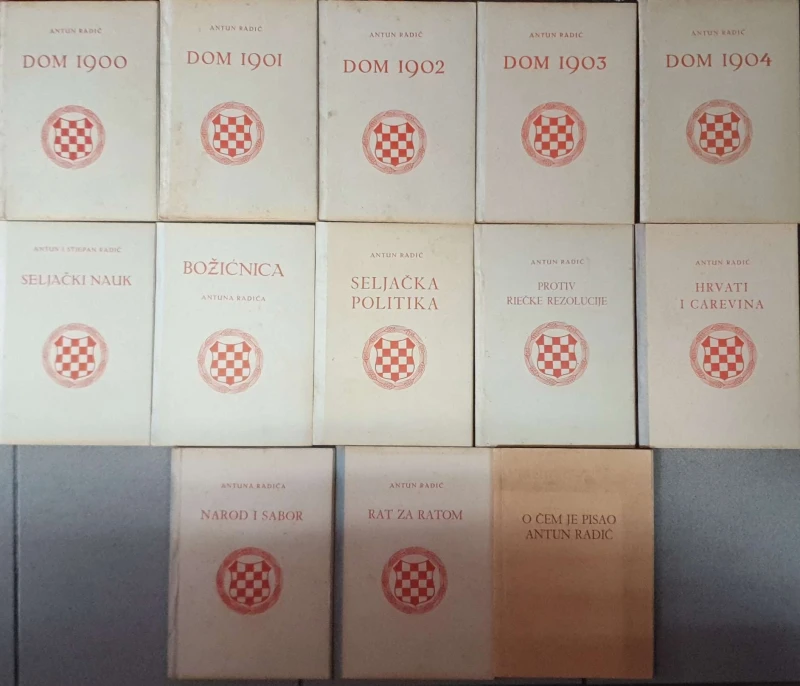 ANTUN RADIĆ
DOM 1900
ANTUN RADIĆ
DOM 1901
ANTUN RADIĆ
DOM 1902
ANTUN RADIĆ
DOM 1903
ANTUN RADIĆ
DOM 1904
ANTUN I STJEPAN RADIĆ
SELJAČKI NAUK
BOŽIĆNICA
ANTUNA RADIĆA
ANTUN RADIĆ
SELJAČKA
POLITIKA
ANTUN RADIĆ
PROTIV
RIEČKE REZOLUCIJE
ANTUN RADIĆ
HRVATI
I CAREVINA
ANTUNA RADIĆA
NAROD I SABOR
ANTUN RADIĆ
RAT ZA RATOM
O ČEM JE PISAO
ANTUN RADIĆ